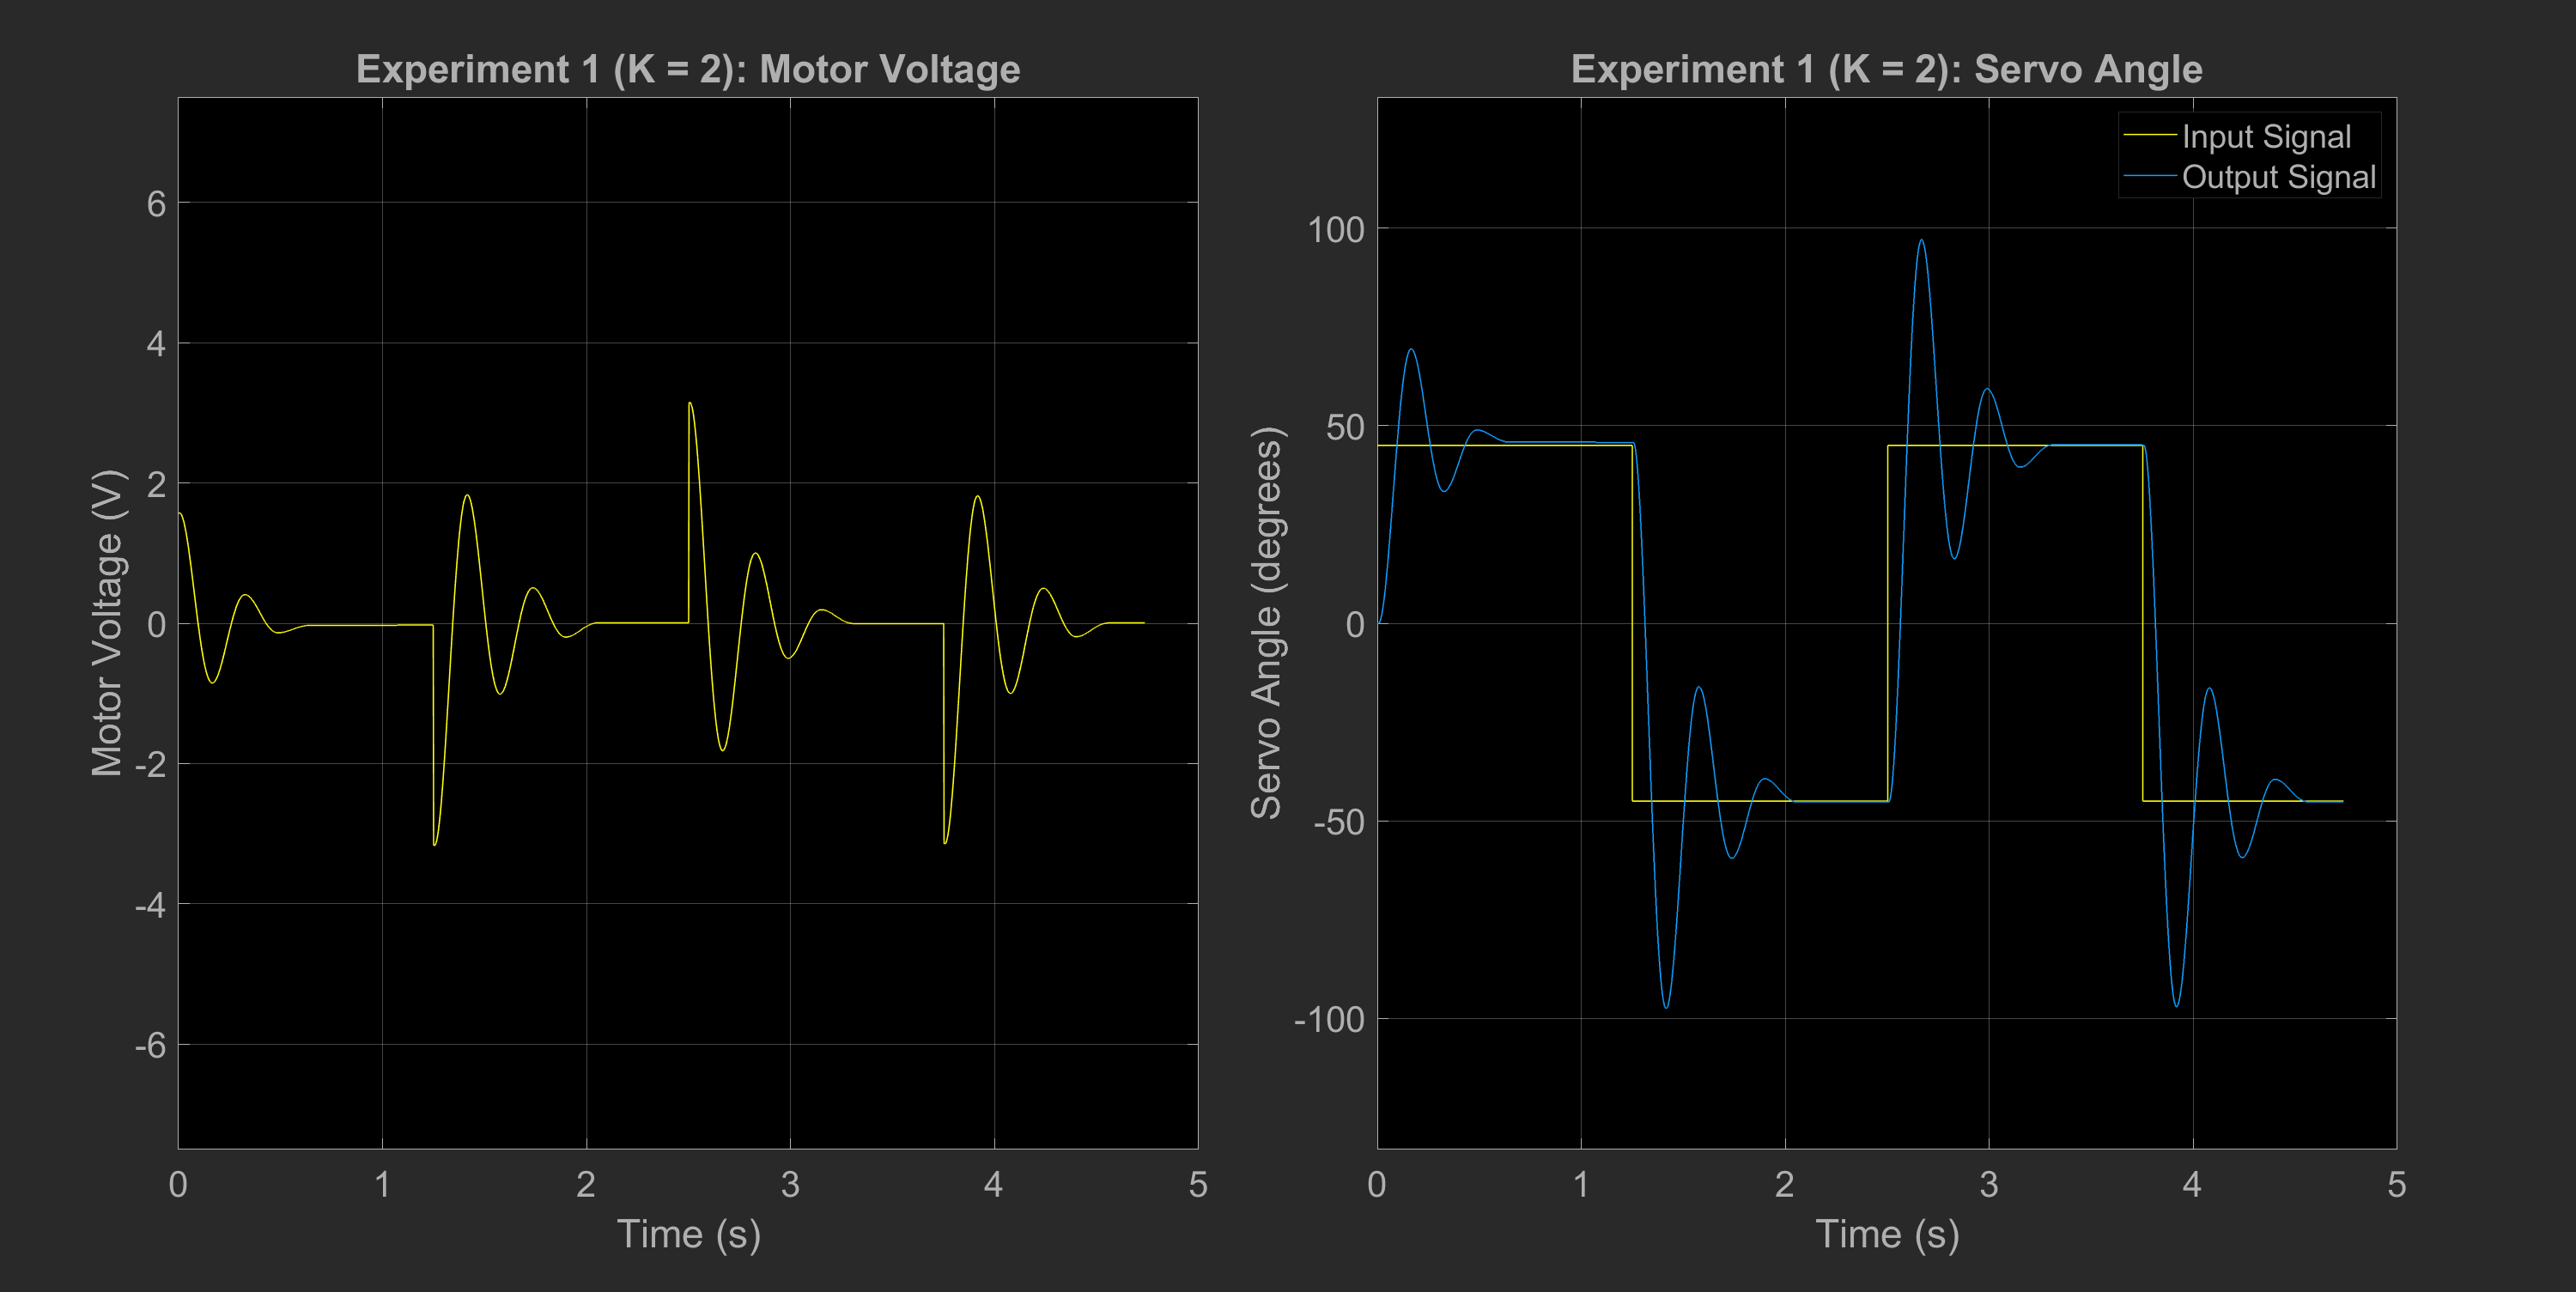 Experiment 1 (K = 2): Motor Voltage
6
4
2
0
-2
-4
-6
Motor Voltage (V)
0 1 2 3 4 5
Time (s)
Experiment 1 (K = 2): Servo Angle
Input Signal
Output Signal
100
50
0
-50
-100
Servo Angle (degrees)
0 1 2 3 4 5
Time (s)